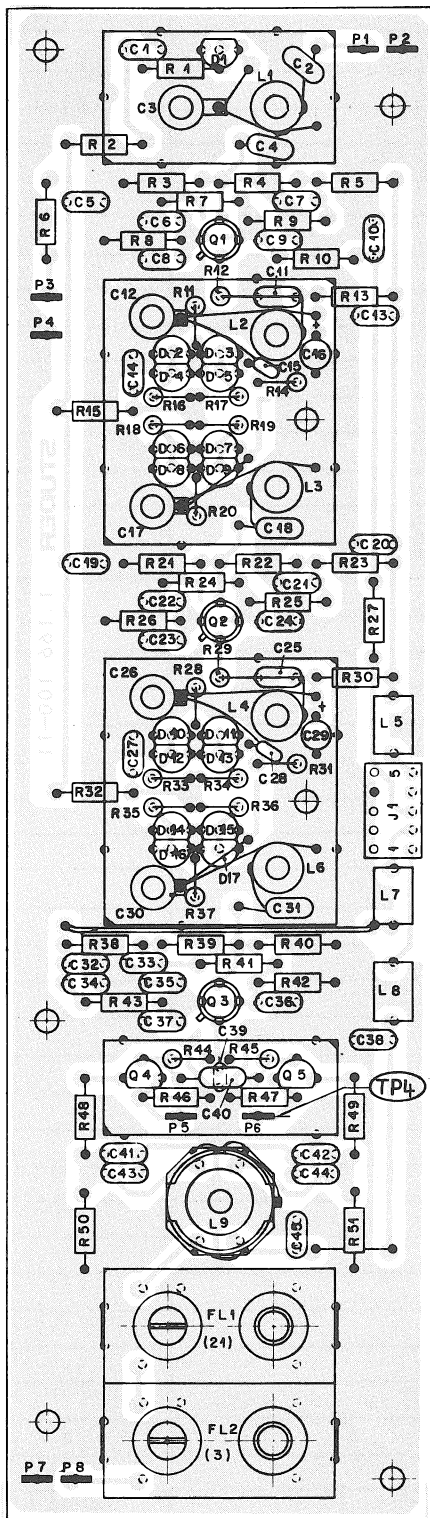 P1 P2
C1 D1
R1 C2
L1
C3
C4
R2
R3 R4 R5
C5 R7 C7
R6 C6 R9
R8 Q1 C9 C10
C8 R10
R12 C11
P3 C12 R11 R13
C13
P4 L2 +
D2 D3 C16
C14 D4 D5 C15
R14
R15 R16 R17
R18 R19
D6 D7
D8 D9
L3
R20
C17 C18
STUDER
C20
C19 R21 R22 R23
R24 C21
C22 R25
R26 Q2 C24 R27
C23
R29 C25
C26 R28 R30
L4 + L5
D10 D11 C29
C27 D12 D13
C28 R31
R32 R33 R34
R35 R36
5
J1
1
D14 D15
D16
D17 L6 L7
C30 R37 C31
R38 R39 R40
C32 C33 R41
C34 C35 R42 L8
R43 Q3 C36
C37
C39 C38
R44 R45
Q4 Q5
R46 R47
R48 C40 R49
P5 P6 TP4
C41 C42
C43 C44
L9
R50 C45 R51
FL1
(21)
FL2
(3)
P7 P8